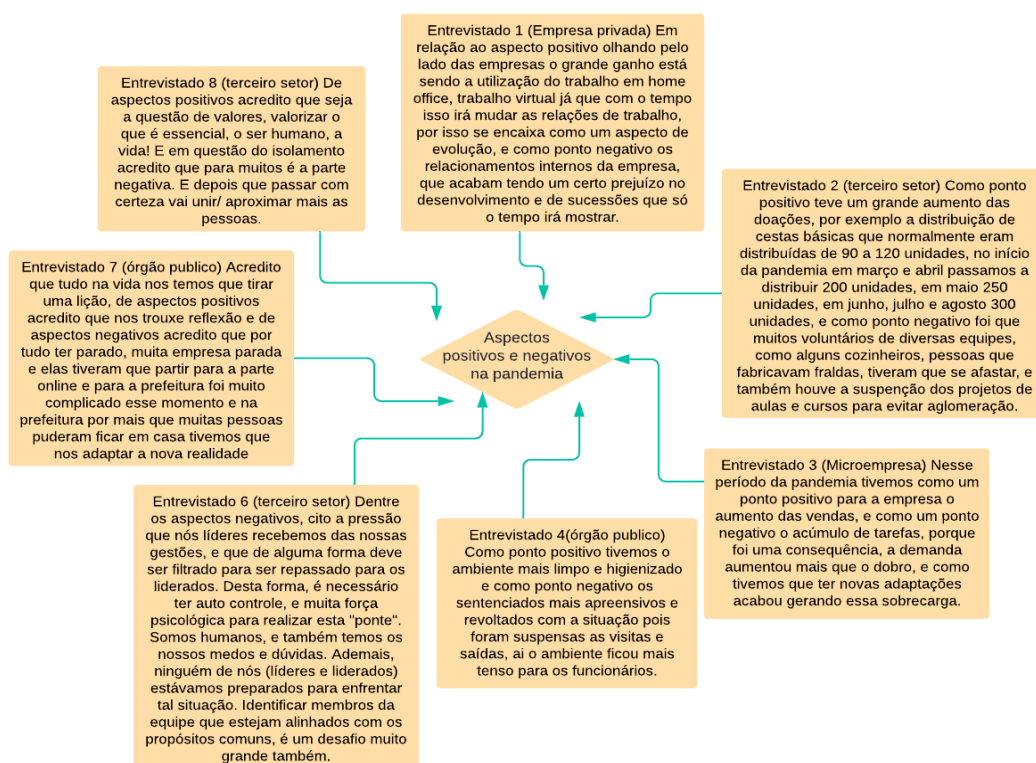 Entrevistado 1 (Empresa privada) Em
relação ao aspecto positivo olhando pelo
lado das empresas o grande ganho está
sendo a utilização do trabalho em home
office, trabalho virtual já que com o tempo
isso irá mudar as relações de trabalho,
por isso se encaixa como um aspecto de
evolução, e como ponto negativo os
relacionamentos internos da empresa,
que acabam tendo um certo prejuízo no
desenvolvimento e de sucessões que só
o tempo irá mostrar.
Entrevistado 8 (terceiro setor) De
aspectos positivos acredito que seja
a questão de valores, valorizar o
que é essencial, o ser humano, a
vida! E em questão do isolamento
acredito que para muitos é a parte
negativa. E depois que passar com
certeza vai unir/ aproximar mais as
pessoas.
Entrevistado 2 (terceiro setor) Como ponto
positivo teve um grande aumento das
doações, por exemplo a distribuição de
cestas básicas que normalmente eram
distribuídas de 90 a 120 unidades, no início
da pandemia em março e abril passamos a
distribuir 200 unidades, em maio 250
unidades, em junho, julho e agosto 300
unidades, e como ponto negativo foi que
muitos voluntários de diversas equipes,
como alguns cozinheiros, pessoas que
fabricavam fraldas, tiveram que se afastar, e
também houve a suspenção dos projetos de
aulas e cursos para evitar aglomeração.
Entrevistado 7 (órgão publico) Acredito
que tudo na vida nos temos que tirar
uma lição, de aspectos positivos
acredito que nos trouxe reflexão e de
aspectos negativos acredito que por
tudo ter parado, muita empresa parada
e elas tiveram que partir para a parte
online e para a prefeitura foi muito
complicado esse momento e na
prefeitura por mais que muitas pessoas
puderam ficar em casa tivemos que
nos adaptar a nova realidade
Aspectos
positivos e negativos
na pandemia
Entrevistado 3 (Microempresa) Nesse
período da pandemia tivemos como um
ponto positivo para a empresa o
aumento das vendas, e como um ponto
negativo o acúmulo de tarefas, porque
foi uma consequência, a demanda
aumentou mais que o dobro, e como
tivemos que ter novas adaptações
acabou gerando essa sobrecarga.
Entrevistado 6 (terceiro setor) Dentre
os aspectos negativos, cito a pressão
que nós líderes recebemos das nossas
gestões, e que de alguma forma deve
ser filtrado para ser repassado para os
liderados. Desta forma, é necessário
ter auto controle, e muita força
psicológica para realizar esta "ponte".
Somos humanos, e também temos os
nossos medos e dúvidas. Ademais,
ninguém de nós (líderes e liderados)
estávamos preparados para enfrentar
tal situação. Identificar membros da
equipe que estejam alinhados com os
propósitos comuns, é um desafio muito
grande também.
Entrevistado 4(órgão publico)
Como ponto positivo tivemos o
ambiente mais limpo e higienizado
e como ponto negativo os
sentenciados mais apreensivos e
revoltados com a situação pois
foram suspensas as visitas e
saídas, ai o ambiente ficou mais
tenso para os funcionários.